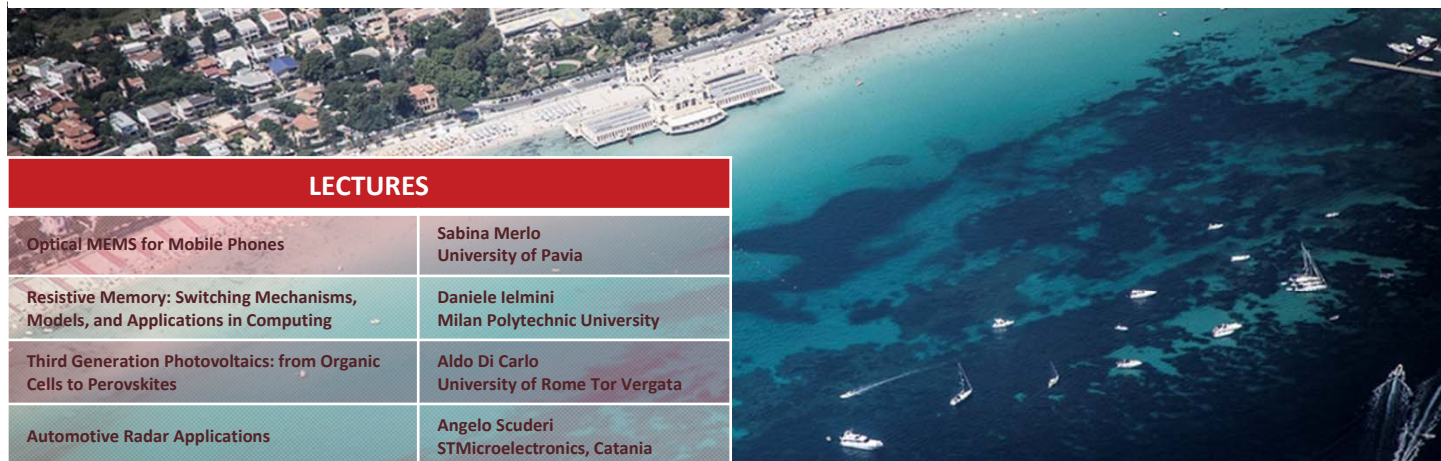 LECTURES
Optical MEMS for Mobile Phones
Sabina Merlo
University of Pavia
Resistive Memory: Switching Mechanisms,
Models, and Applications in Computing
Daniele Ielmini
Milan Polytechnic University
Third Generation Photovoltaics: from Organic
Cells to Perovskites
Aldo Di Carlo
University of Rome Tor Vergata
Automotive Radar Applications
Angelo Scuderi
STMicroelectronics, Catania